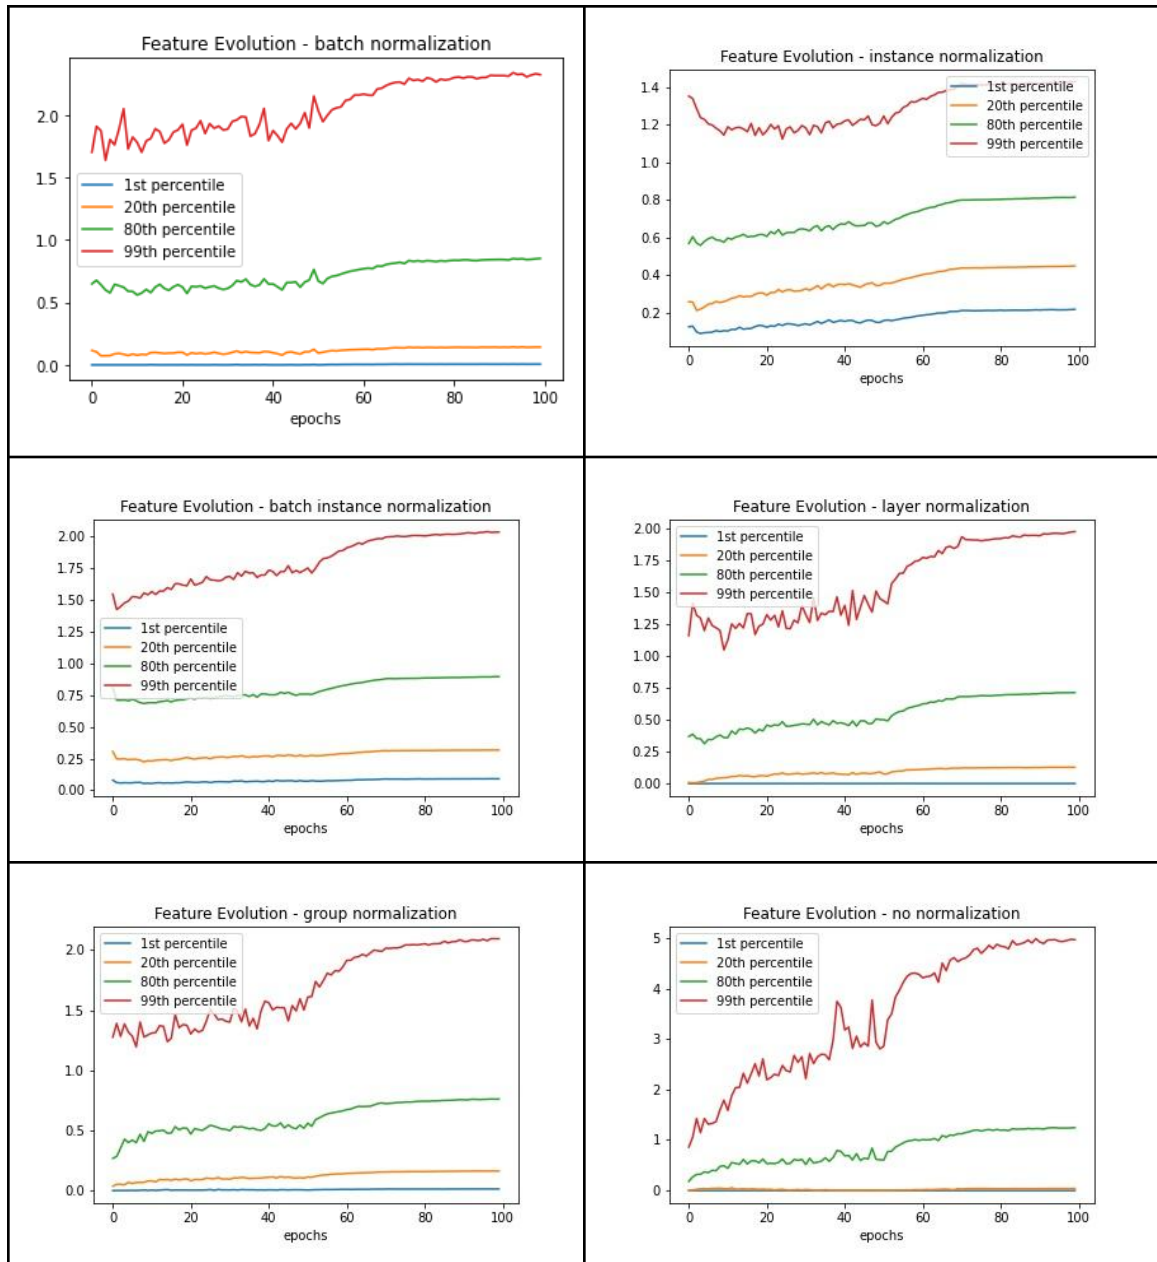 Feature Evolution - batch normalization
2.0
1.5
1.0
0.5
0.0
1st percentile
20th percentile
80th percentile
99th percentile
0 20 40 60 80 100
epochs
Feature Evolution - instance normalization
1.4
1.2
1.0
0.8
0.6
0.4
0.2
1st percentile
20th percentile
80th percentile
99th percentile
0 20 40 60 80 100
epochs
Feature Evolution - batch instance normalization
2.00
1.75
1.50
1.25
1.00
0.75
0.50
0.25
0.00
1st percentile
20th percentile
80th percentile
99th percentile
0 20 40 60 80 100
epochs
Feature Evolution - layer normalization
2.00
1.75
1.50
1.25
1.00
0.75
0.50
0.25
0.00
1st percentile
20th percentile
80th percentile
99th percentile
0 20 40 60 80 100
epochs
Feature Evolution - group normalization
2.0
1.5
1.0
0.5
0.0
1st percentile
20th percentile
80th percentile
99th percentile
0 20 40 60 80 100
epochs
Feature Evolution - no normalization
5
4
3
2
1
0
1st percentile
20th percentile
80th percentile
99th percentile
0 20 40 60 80 100
epochs